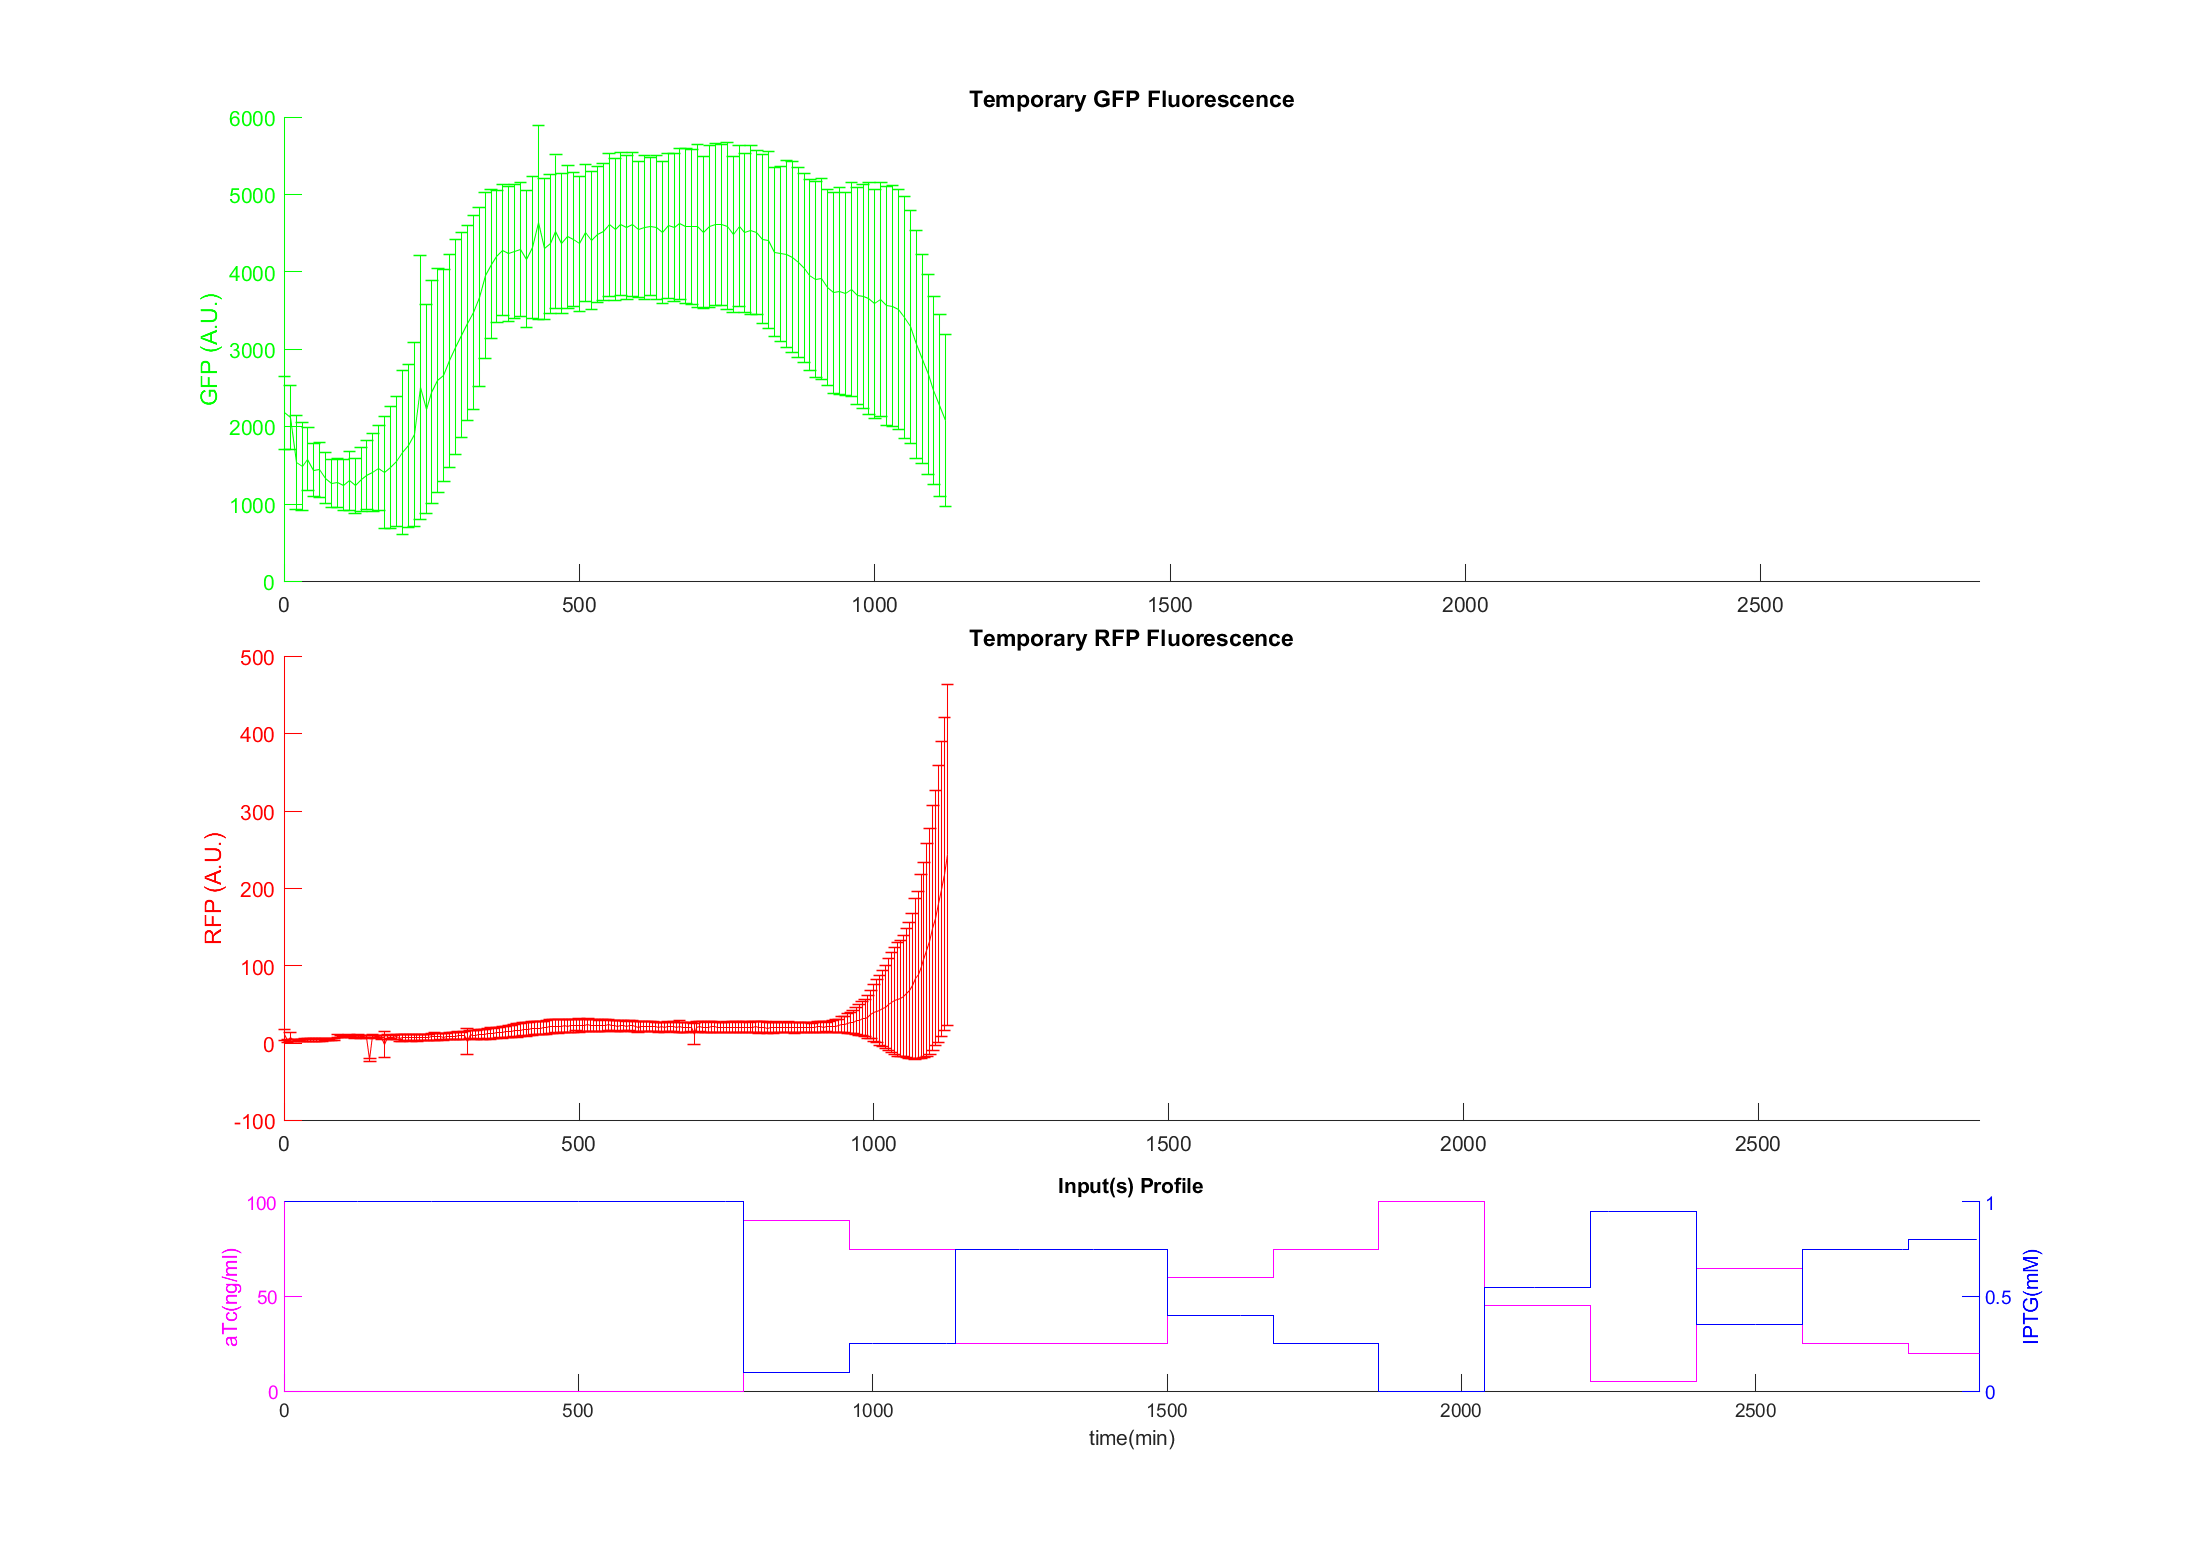 Temporary GFP Fluorescence
6000
5000
4000
3000
2000
1000
0
GFP (A.U.)
0 500 1000 1500 2000 2500
Temporary RFP Fluorescence
500
400
300
200
100
0
-100
RFP (A.U.)
0 500 1000 1500 2000 2500
Input(s) Profile
100
50
0
aTc(ng/ml)
1
0.5
0
IPTG(mM)
0 500 1000 1500 2000 2500
time(min)